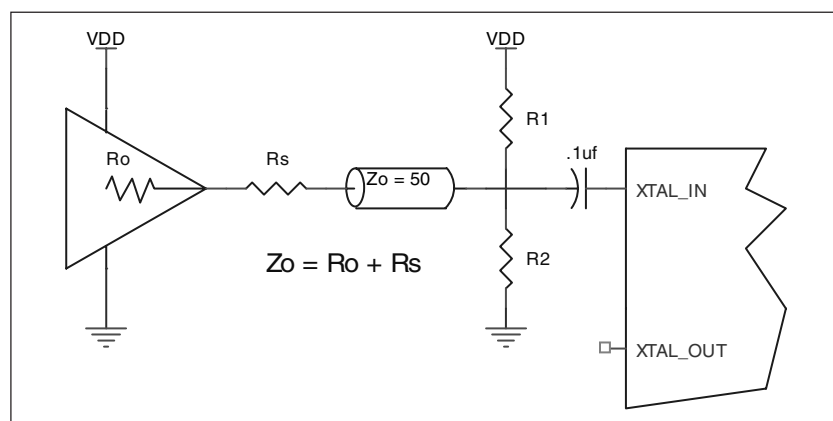 VDD
VDD
R1
Ro
Rs
Zo = 50
.1uf
XTAL_IN
Zo = Ro + Rs
R2
XTAL_OUT